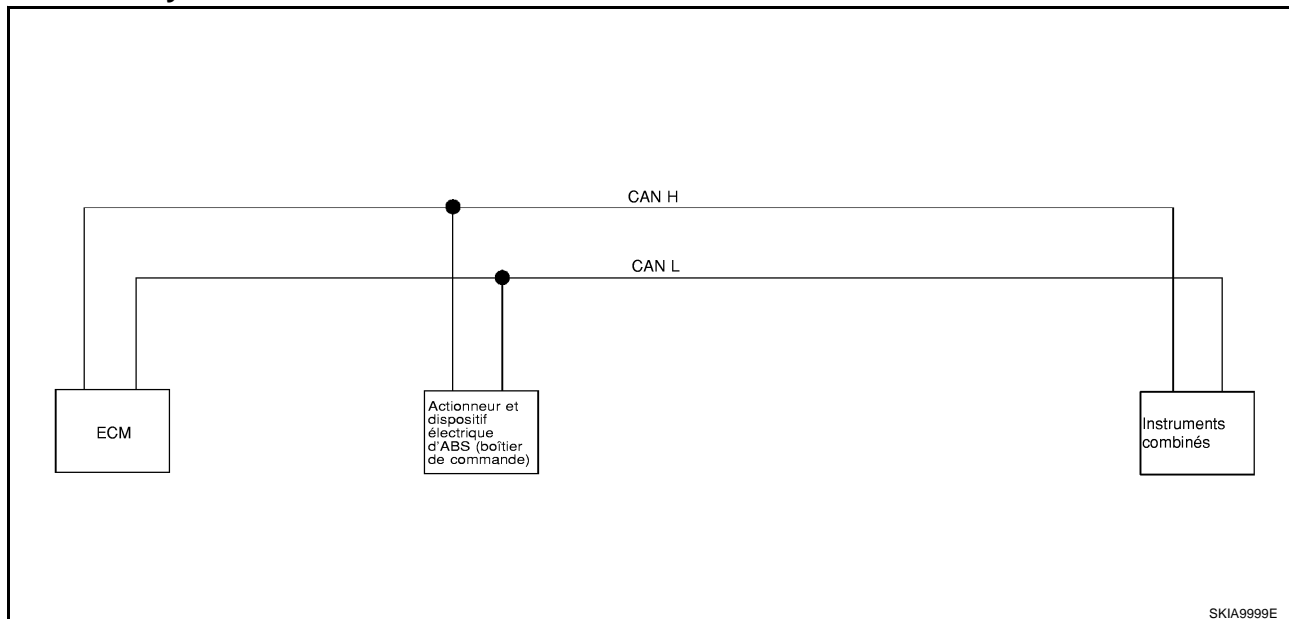 CAN H
CAN L
ECM
Actionneur et
dispositif
électrique
d'ABS (boîtier
de commande)
Instruments
combinés
SKIA9999E